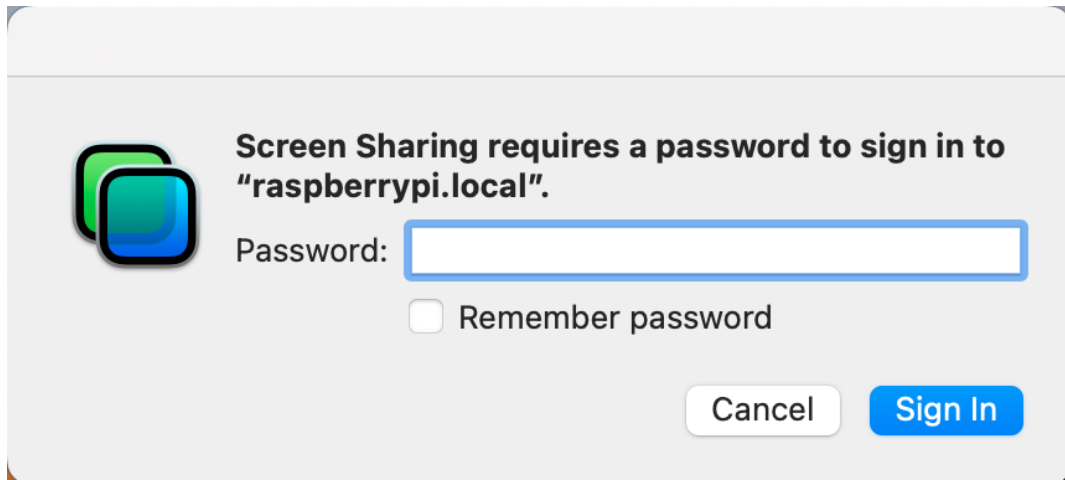 Screen Sharing requires a password to sign in to
“raspberrypi.local”.
Password:
Remember password
Cancel
Sign In